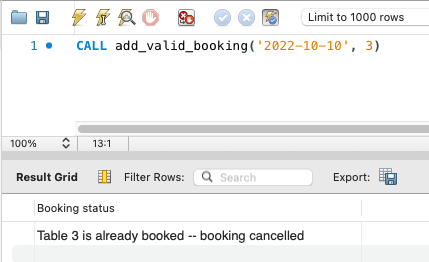 Limit to 1000 rows
1 CALL add_valid_booking('2022-10-10', 3)
100% 13:1
Result Grid Filter Rows: Search Export:
Booking status
Table 3 is already booked -- booking cancelled